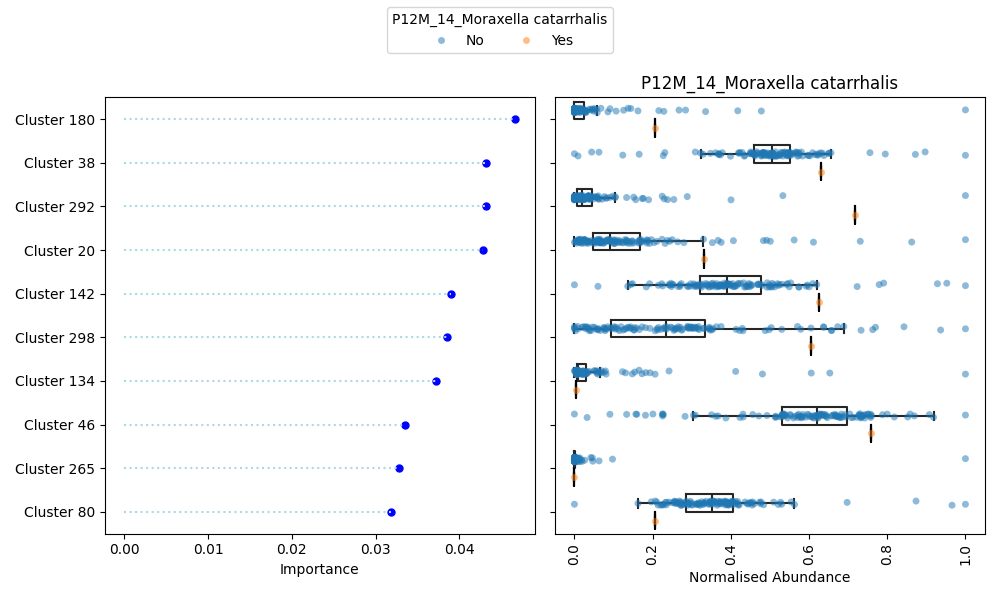 P12M_14_Moraxella catarrhalis
No Yes
P12M_14_Moraxella catarrhalis
Cluster 180
Cluster 38
Cluster 292
Cluster 20
Cluster 142
Cluster 298
Cluster 134
Cluster 46
Cluster 265
Cluster 80
0.00 0.01 0.02 0.03 0.04
Importance
0.0 0.2 0.4 0.6 0.8 1.0
Normalised Abundance